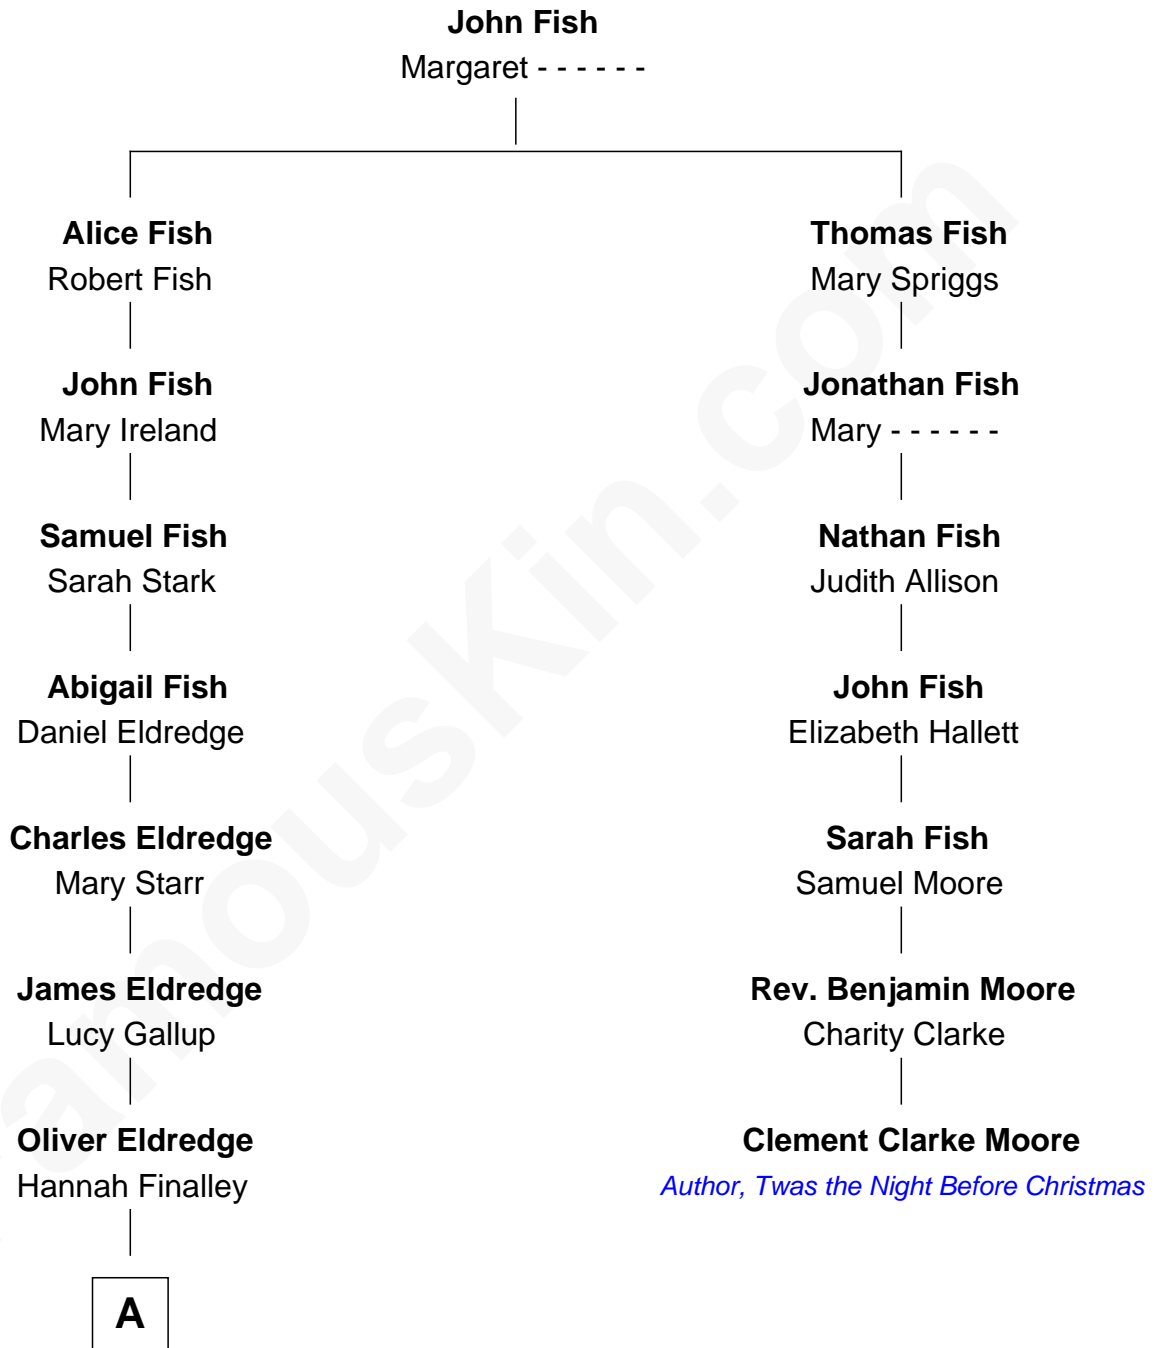 John Fish
Margaret - - - - - -
Alice Fish
Robert Fish
John Fish
Mary Ireland
Samuel Fish
Sarah Stark
Abigail Fish
Daniel Eldredge
Charles Eldredge
Mary Starr
James Eldredge
Lucy Gallup
Oliver Eldredge
Hannah Finalley
A
Thomas Fish
Mary Spriggs
Jonathan Fish
Mary - - - - - -
Nathan Fish
Judith Allison
John Fish
Elizabeth Hallett
Sarah Fish
Samuel Moore
Rev. Benjamin Moore
Charity Clarke
Clement Clarke Moore
Author, Twas the Night Before Christmas
amousKin.com